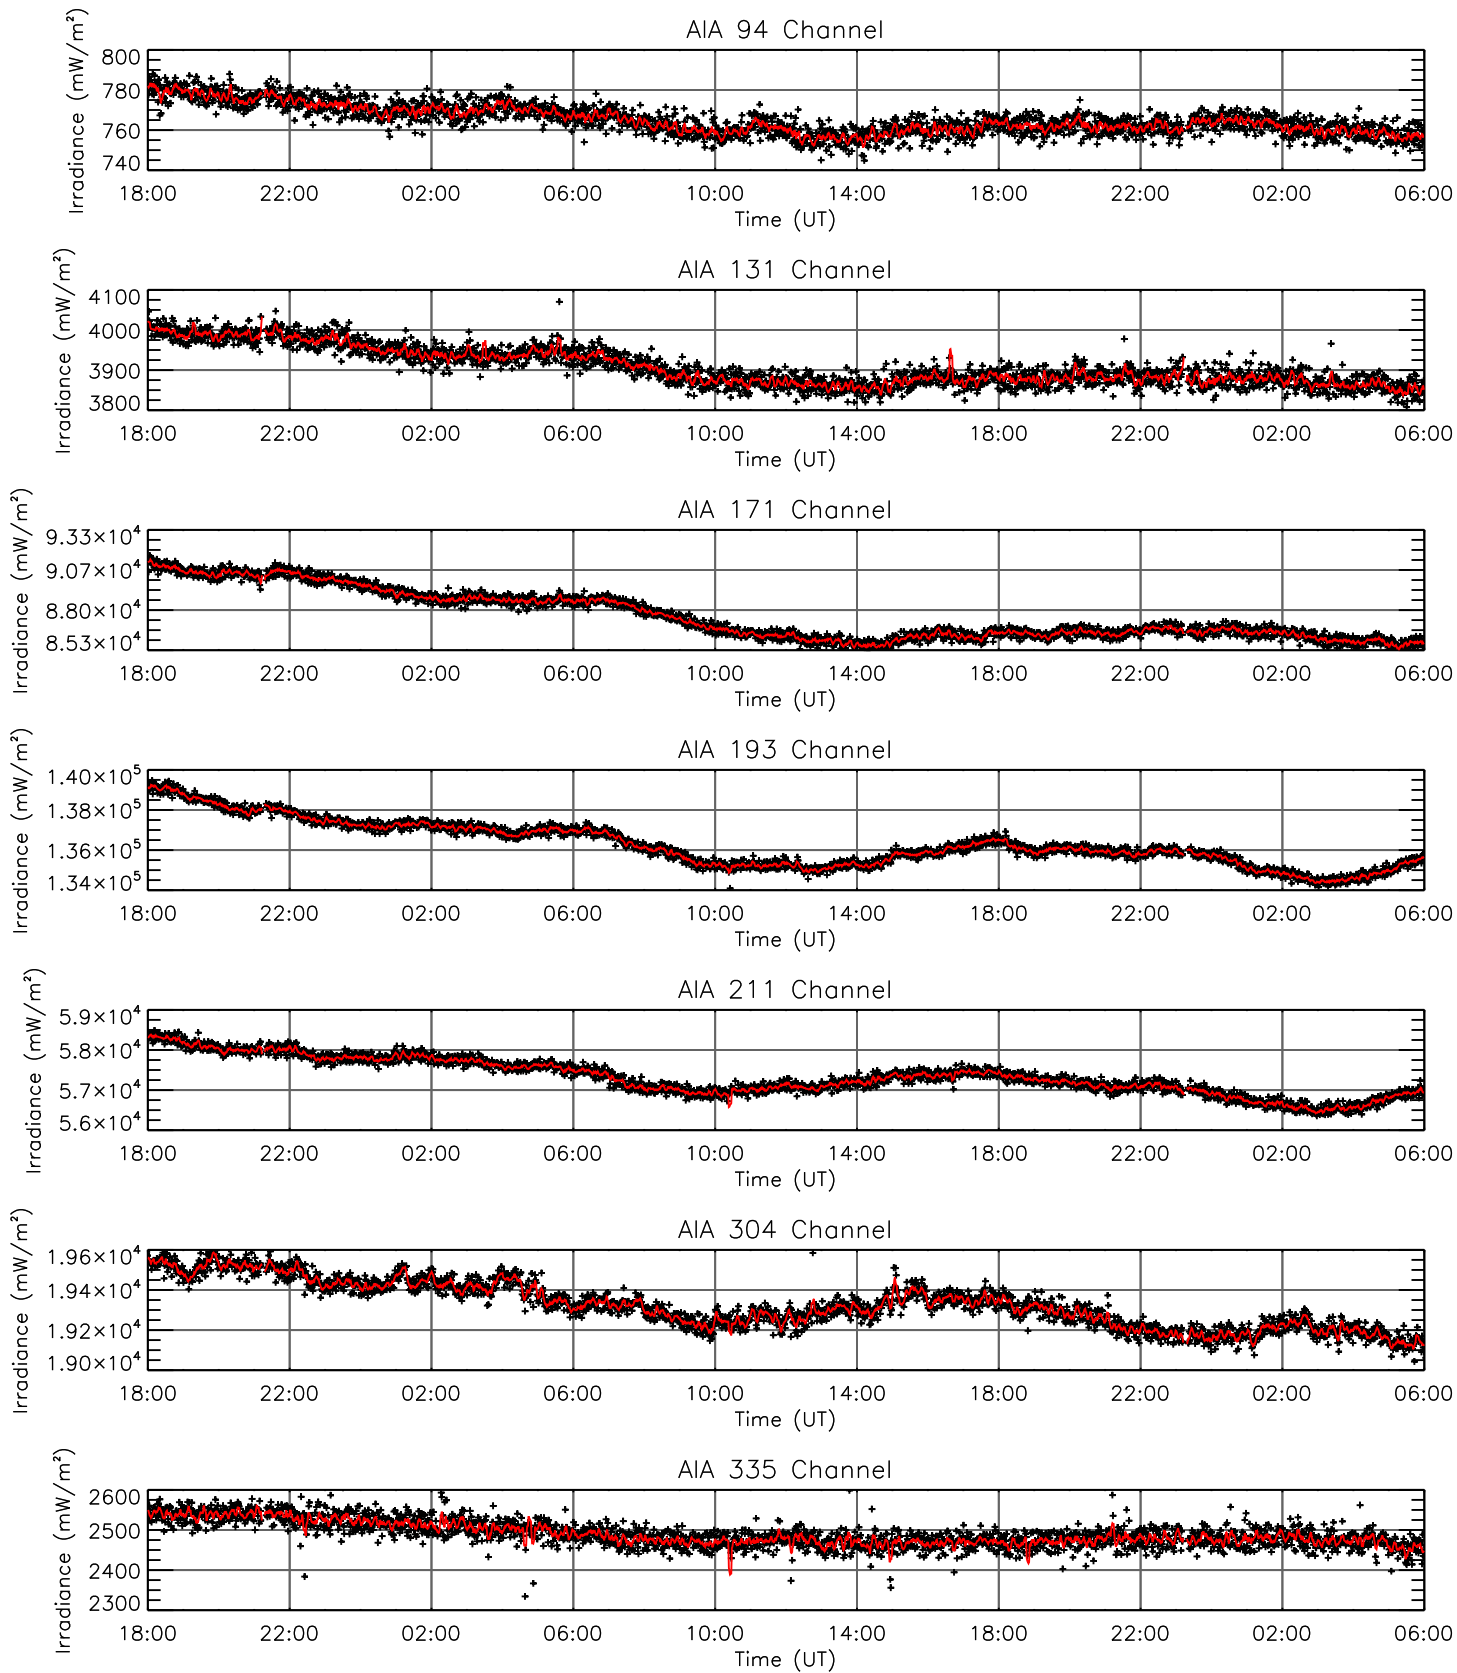 AIA 94 Channel
Irradiance (mW/m²)
800
780
760
740
18:00 22:00 02:00 06:00 10:00 14:00 18:00 22:00 02:00 06:00
Time (UT)
AIA 131 Channel
Irradiance (mW/m²)
4100
4000
3900
3800
18:00 22:00 02:00 06:00 10:00 14:00 18:00 22:00 02:00 06:00
Time (UT)
AIA 171 Channel
Irradiance (mW/m²)
9.33×10⁴
9.07×10⁴
8.80×10⁴
8.53×10⁴
18:00 22:00 02:00 06:00 10:00 14:00 18:00 22:00 02:00 06:00
Time (UT)
AIA 193 Channel
Irradiance (mW/m²)
1.40×10⁵
1.38×10⁵
1.36×10⁵
1.34×10⁵
18:00 22:00 02:00 06:00 10:00 14:00 18:00 22:00 02:00 06:00
Time (UT)
AIA 211 Channel
Irradiance (mW/m²)
5.9×10⁴
5.8×10⁴
5.7×10⁴
5.6×10⁴
18:00 22:00 02:00 06:00 10:00 14:00 18:00 22:00 02:00 06:00
Time (UT)
AIA 304 Channel
Irradiance (mW/m²)
1.96×10⁴
1.94×10⁴
1.92×10⁴
1.90×10⁴
18:00 22:00 02:00 06:00 10:00 14:00 18:00 22:00 02:00 06:00
Time (UT)
AIA 335 Channel
Irradiance (mW/m²)
2600
2500
2400
2300
18:00 22:00 02:00 06:00 10:00 14:00 18:00 22:00 02:00 06:00
Time (UT)